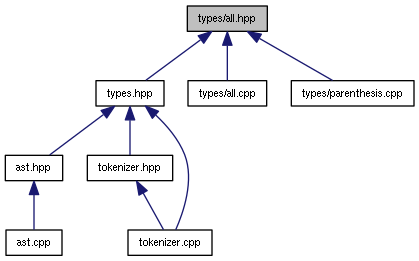 types/all.hpp
types.hpp
types/all.cpp
types/parenthesis.cpp
ast.hpp
tokenizer.hpp
ast.cpp
tokenizer.cpp